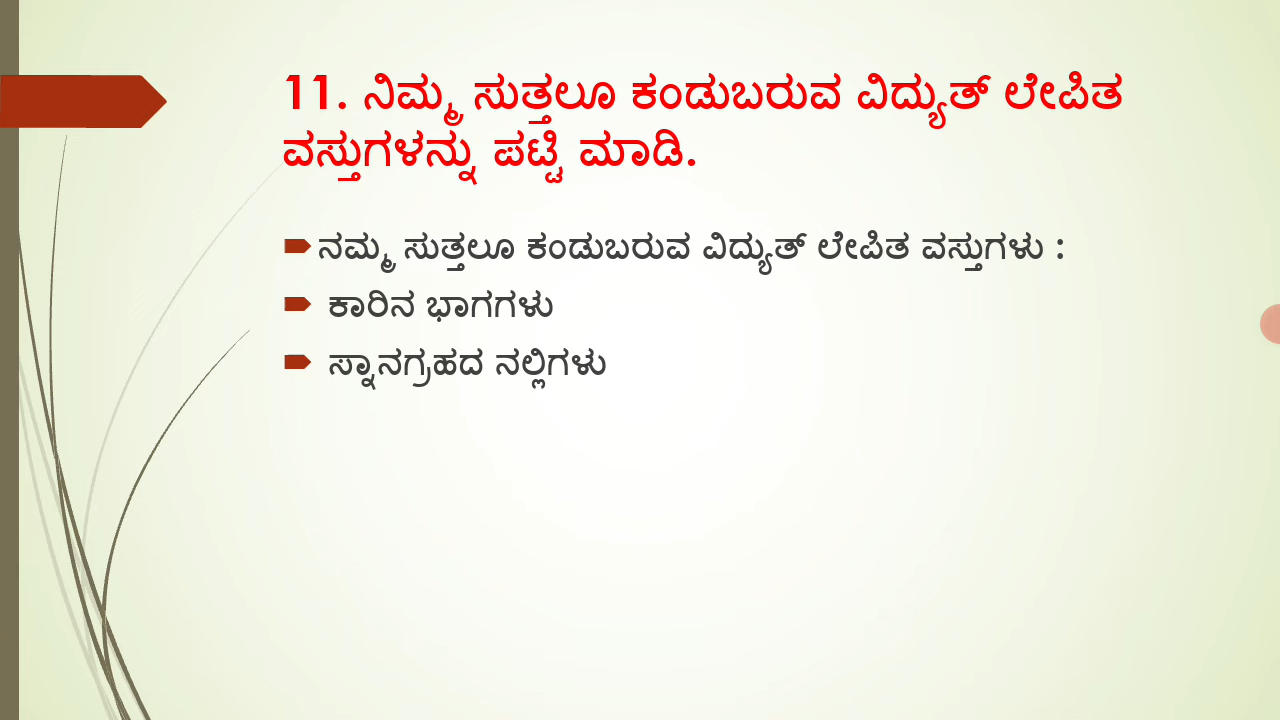 11. ನಿಮ್ಮ ಸುತ್ತಲೂ ಕಂಡುಬರುವ ವಿದ್ಯುತ್ ಲೇಪಿತ
ವಸ್ತುಗಳನ್ನು ಪಟ್ಟಿ ಮಾಡಿ.
ನಮ್ಮ ಸುತ್ತಲೂ ಕಂಡುಬರುವ ವಿದ್ಯುತ್ ಲೇಪಿತ ವಸ್ತುಗಳು :
ಕಾರಿನ ಭಾಗಗಳು
ಸ್ನಾನಗ್ರಹದ ನಲ್ಲಿಗಳು